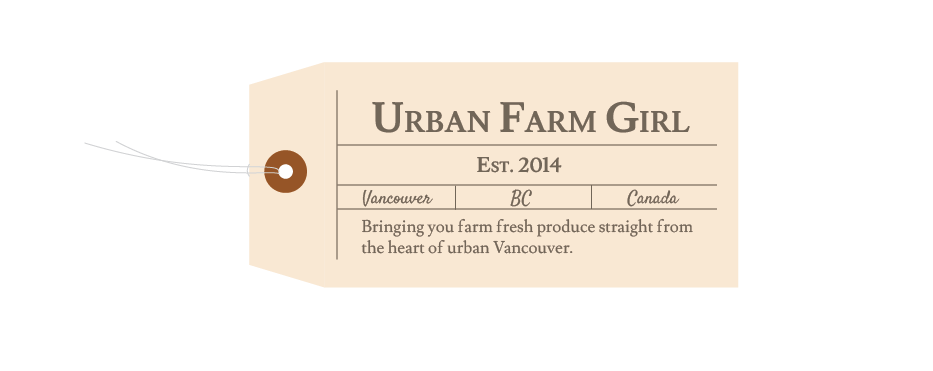 Urban Farm Girl
Est. 2014
Vancouver BC Canada
Bringing you farm fresh produce straight from
the heart of urban Vancouver.